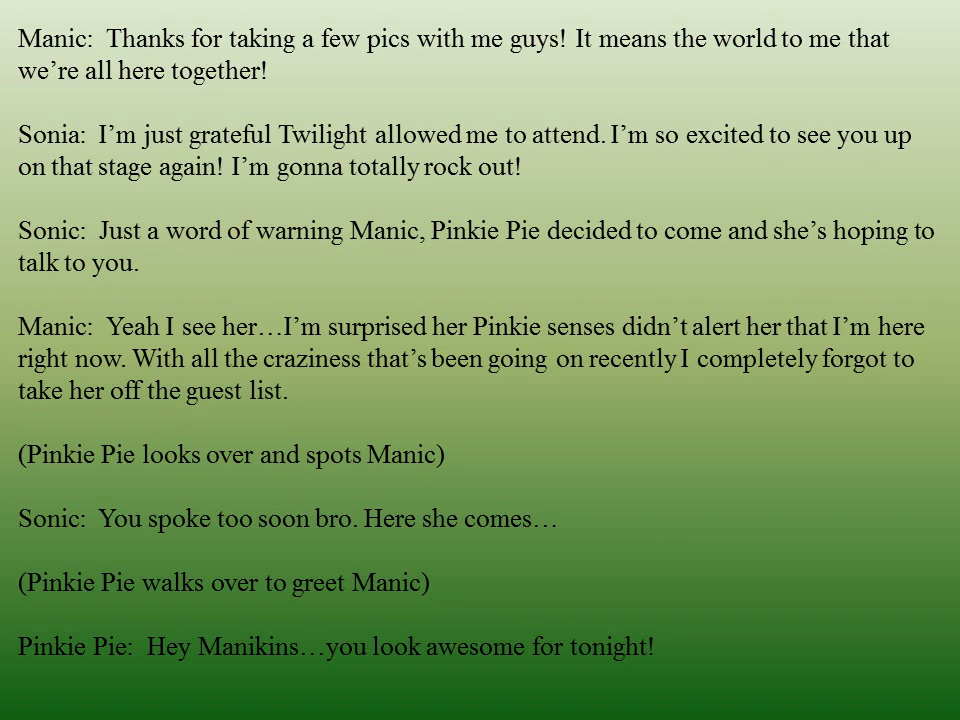 Manic:  Thanks for taking a few pics with me guys! It means the world to me that
we’re all here together!
Sonia:  I’m just grateful Twilight allowed me to attend. I’m so excited to see you up
on that stage again! I’m gonna totally rock out!
Sonic:  Just a word of warning Manic, Pinkie Pie decided to come and she’s hoping to
talk to you.
Manic:  Yeah I see her…I’m surprised her Pinkie senses didn’t alert her that I’m here
right now. With all the craziness that’s been going on recently I completely forgot to
take her off the guest list.
(Pinkie Pie looks over and spots Manic)
Sonic:  You spoke too soon bro. Here she comes…
(Pinkie Pie walks over to greet Manic)
Pinkie Pie:  Hey Manikins…you look awesome for tonight!